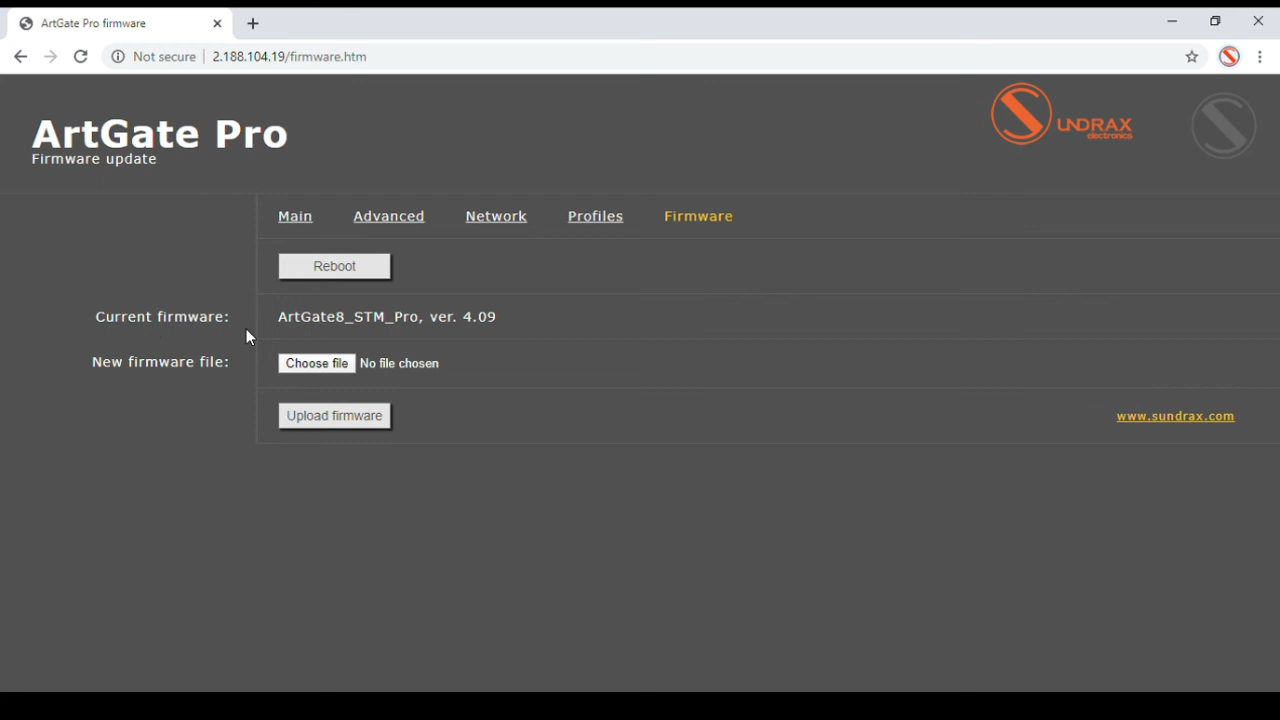 ArtGate Pro firmware
Not secure 2.188.104.19/firmware.htm
ArtGate Pro
Firmware update
UNDRAX
electronics
Main Advanced Network Profiles Firmware
Reboot
Current firmware: ArtGate8_STM_Pro, ver. 4.09
New firmware file: Choose file No file chosen
Upload firmware www.sundrax.com